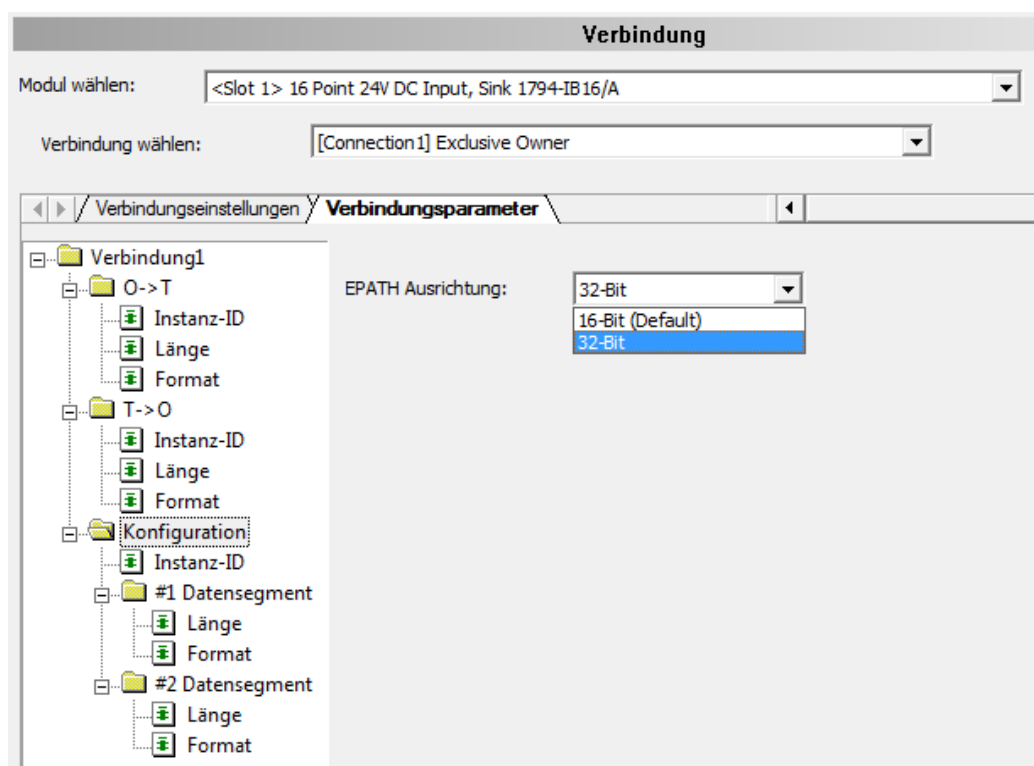 Verbindung
Modul wählen:
<Slot 1> 16 Point 24V DC Input, Sink 1794-IB16/A
Verbindung wählen:
[Connection1] Exclusive Owner
Verbindungseinstellungen
Verbindungsparameter
Verbindung1
O->T
Instanz-ID
Länge
Format
T->O
Instanz-ID
Länge
Format
Konfiguration
Instanz-ID
#1 Datensegment
Länge
Format
#2 Datensegment
Länge
Format
EPATH Ausrichtung:
32-Bit
16-Bit (Default)
32-Bit